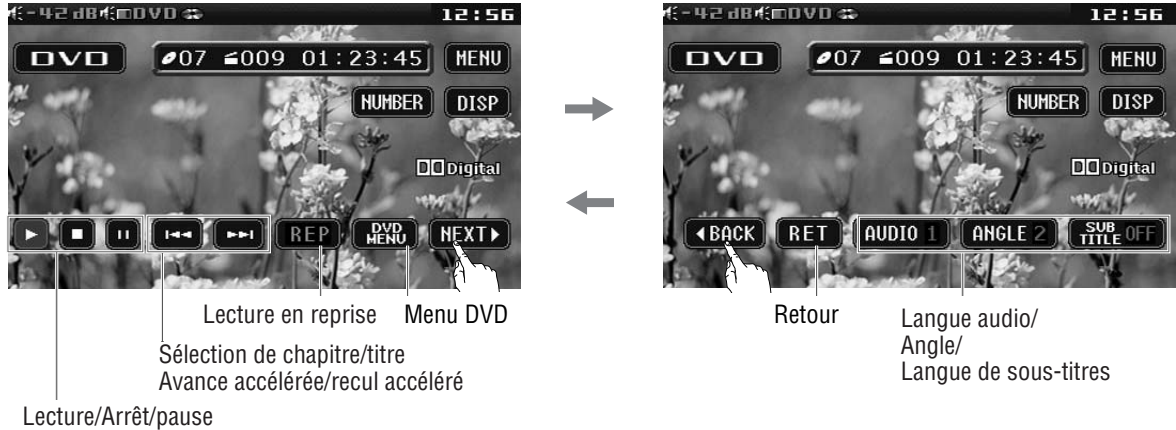 -42 dB DVD 12:56
DVD 07 009 01:23:45 MENU
NUMBER DISP
Digital
REP DVD MENU NEXT
Lecture en reprise Menu DVD
Sélection de chapitre/titre
Avance accélérée/recul accéléré
Lecture/Arrêt/pause
-42 dB DVD 12:56
DVD 07 009 01:23:45 MENU
NUMBER DISP
Digital
BACK RET AUDIO 1 ANGLE 2 SUB TITLE OFF
Retour
Langue audio/
Angle/
Langue de sous-titres